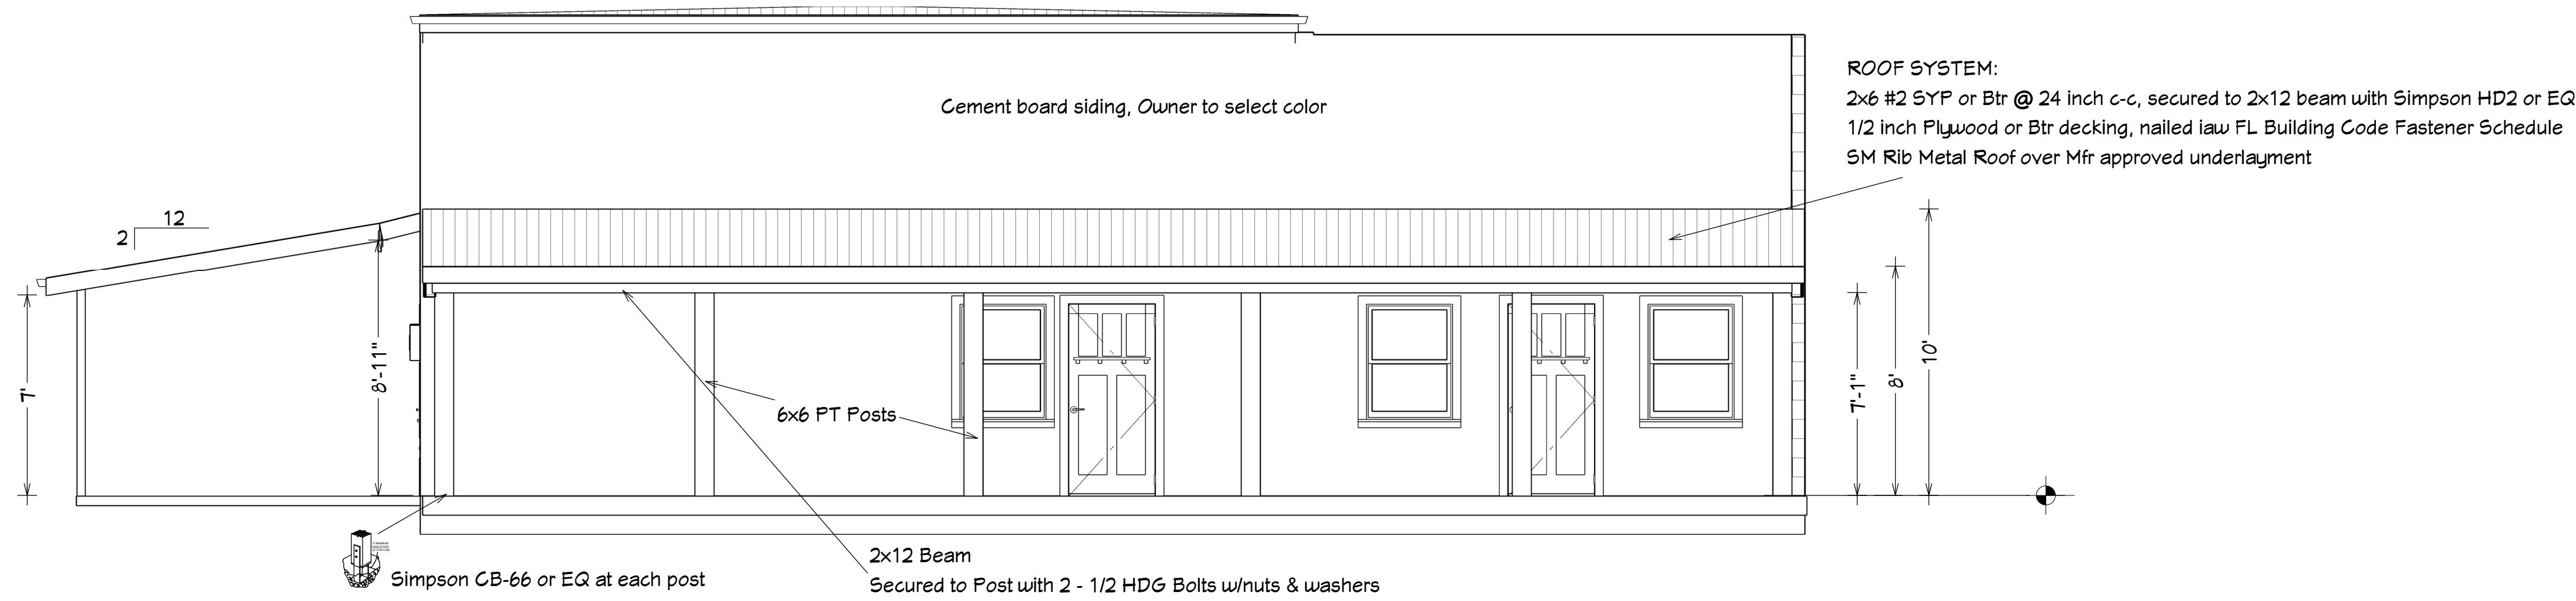 ROOF SYSTEM:
2x6 #2 SYP or Btr @ 24 inch c-c, secured to 2x12 beam with Simpson HD2 or EQ
1/2 inch Plywood or Btr decking, nailed iaw FL Building Code Fastener Schedule
SM Rib Metal Roof over Mfr approved underlayment
Cement board siding, Owner to select color
12
2
7'
8'-11"
6x6 PT Posts
7'-1"
8'
10'
2x12 Beam
Secured to Post with 2 - 1/2 HDG Bolts w/nuts & washers
Simpson CB-66 or EQ at each post